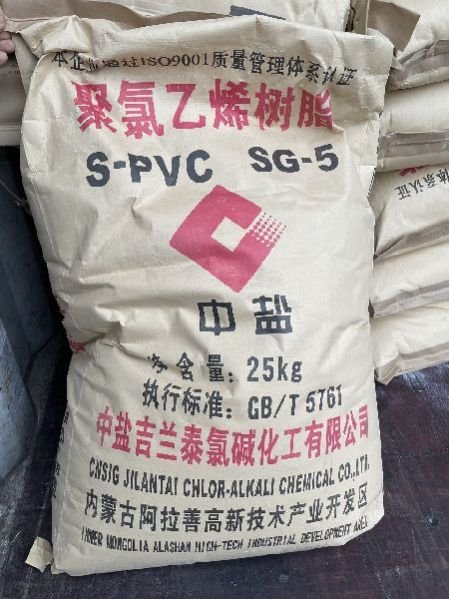 本企业通过ISO9001质量管理体系认证
聚氯乙烯树脂
S-PVC SG-5
中盐
净含量：25kg
执行标准：GB/T 5761
中盐吉兰泰氯碱化工有限公司
CNSIG JILANTAI CHLOR-ALKALI CHEMICAL CO.,LTD.
内蒙古阿拉善高新技术产业开发区
INNER MONGOLIA ALASHAN HIGH-TECH INDUSTRIAL DEVELOPMENT AREA
体系认证